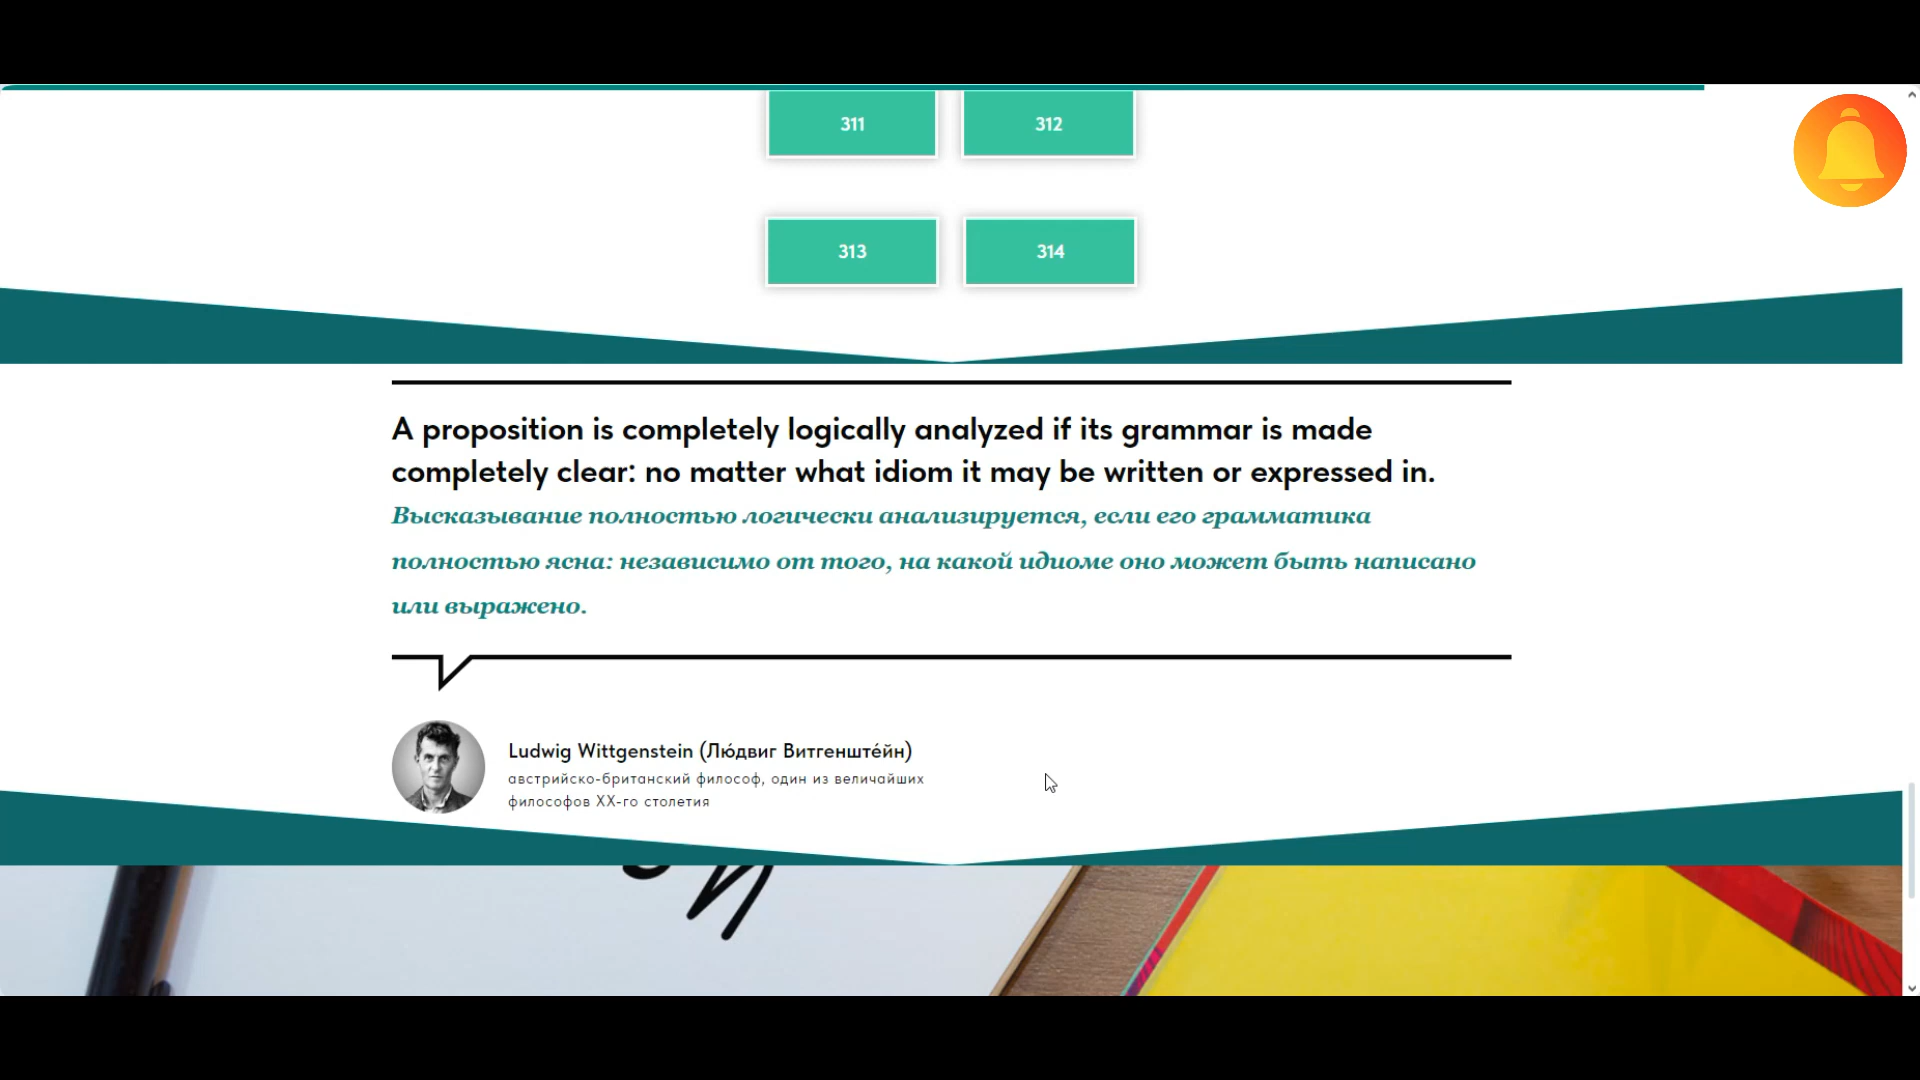 311 312
313 314
A proposition is completely logically analyzed if its grammar is made
completely clear: no matter what idiom it may be written or expressed in.
Высказывание полностью логически анализируется, если его грамматика
полностью ясна: независимо от того, на какой идиоме оно может быть написано
или выражено.
Ludwig Wittgenstein (Лю́двиг Витгенште́йн)
австрийско-британский философ, один из величайших
философов XX-го столетия